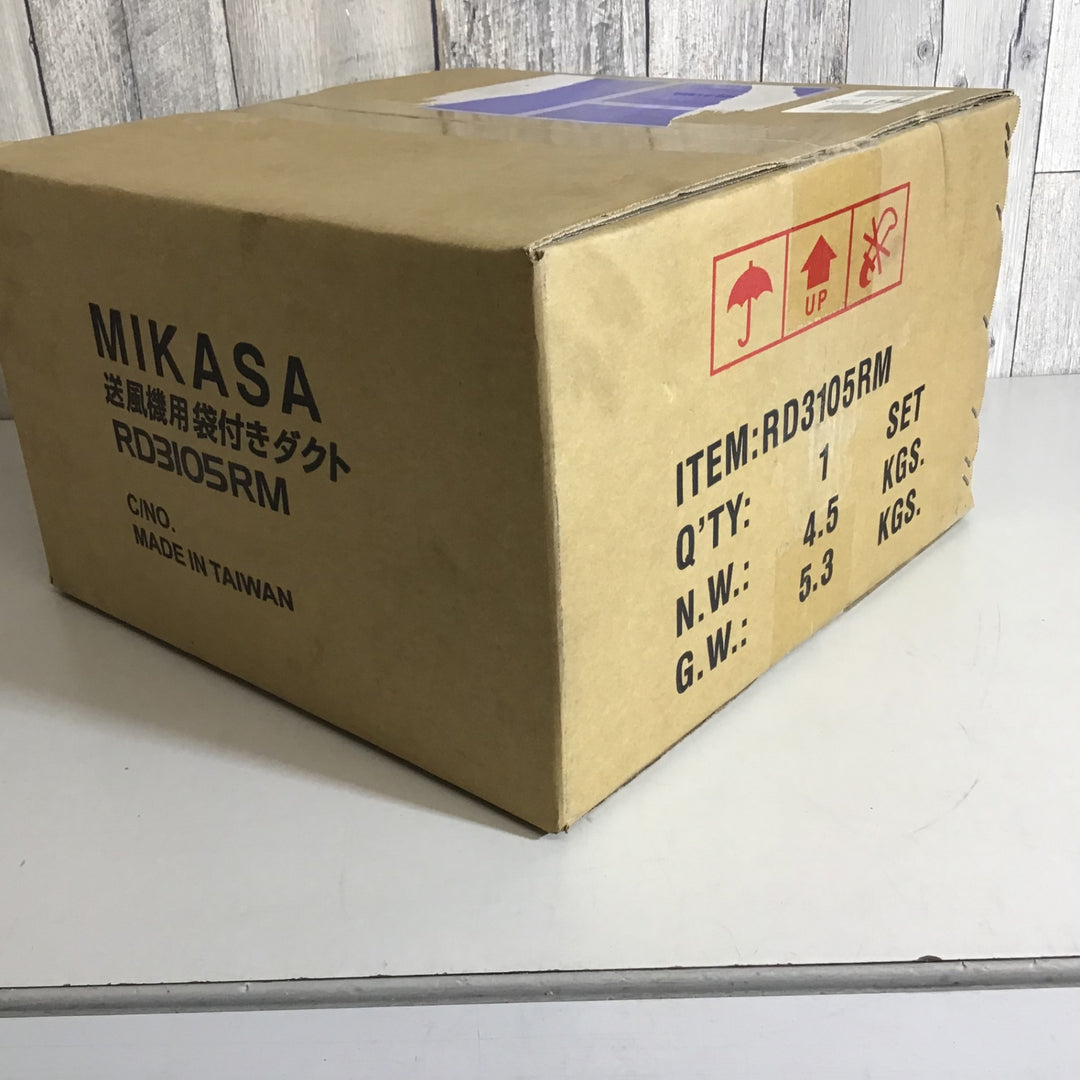 MIKASA
送風機用袋付きダクト
RD3105RM
C/NO.
MADE IN TAIWAN
UP
ITEM:RD3105RM
Q'TY: 1 SET
N.W.: 4.5 KGS.
G.W.: 5.3 KGS.